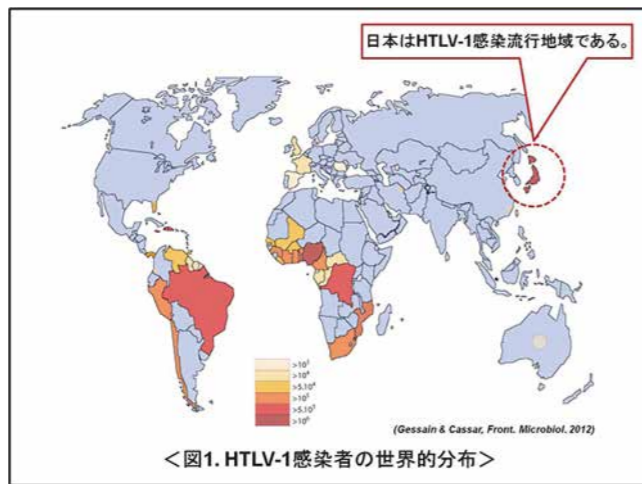 日本はHTLV-1感染流行地域である。
>10³
>10⁴
>5.10⁴
>10⁵
>5.10⁵
>10⁶
(Gessain & Cassar, Front. Microbiol. 2012)
＜図1. HTLV-1感染者の世界的分布＞